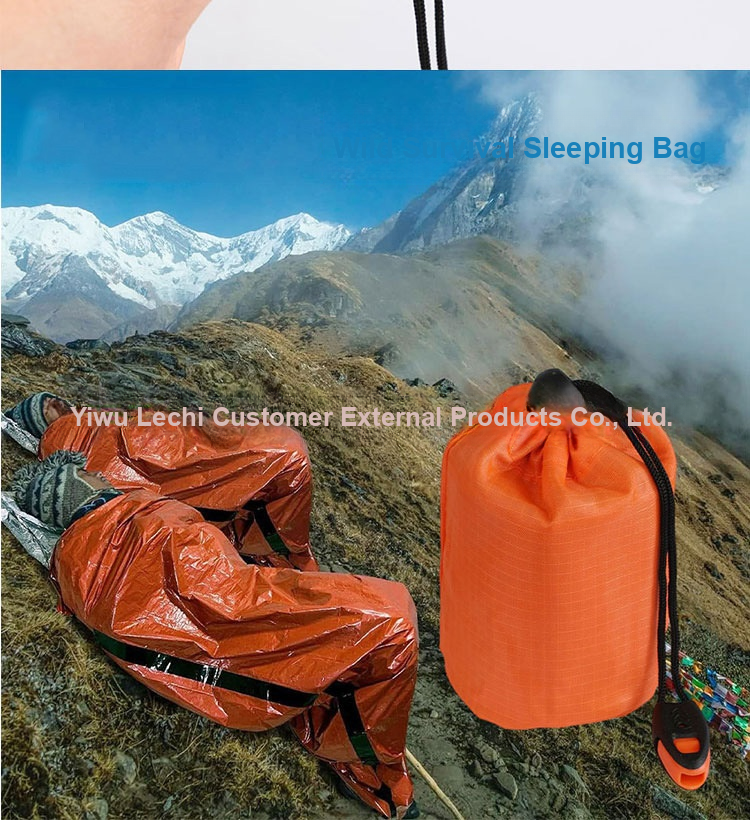 Sleeping Bag
Yiwu Lechi Customer External Products Co., Ltd.